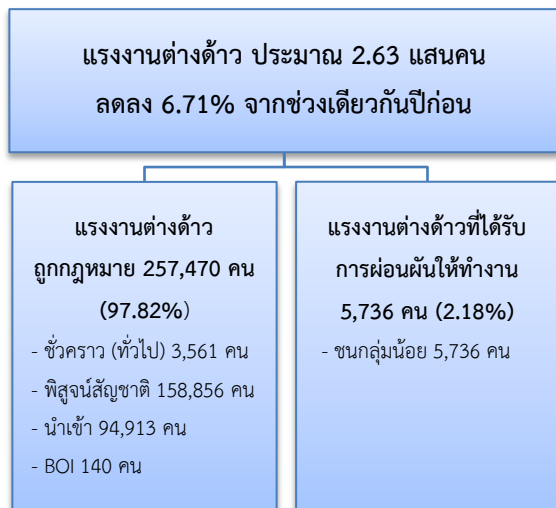 แรงงานต่างด้าว ประมาณ 2.63 แสนคน
ลดลง 6.71% จากช่วงเดียวกันปีก่อน
แรงงานต่างด้าว
ถูกกฎหมาย 257,470 คน
(97.82%)
- ชั่วคราว (ทั่วไป) 3,561 คน
- พิสูจน์สัญชาติ 158,856 คน
- นำเข้า 94,913 คน
- BOI 140 คน
แรงงานต่างด้าวที่ได้รับ
การผ่อนผันให้ทำงาน
5,736 คน (2.18%)
- ชนกลุ่มน้อย 5,736 คน